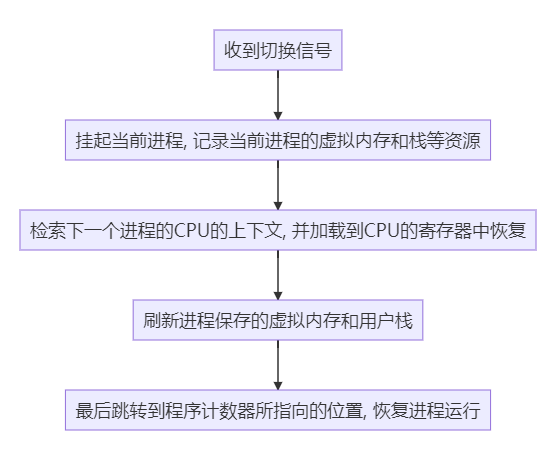 收到切换信号
挂起当前进程, 记录当前进程的虚拟内存和栈等资源
检索下一个进程的CPU的上下文, 并加载到CPU的寄存器中恢复
刷新进程保存的虚拟内存和用户栈
最后跳转到程序计数器所指向的位置, 恢复进程运行